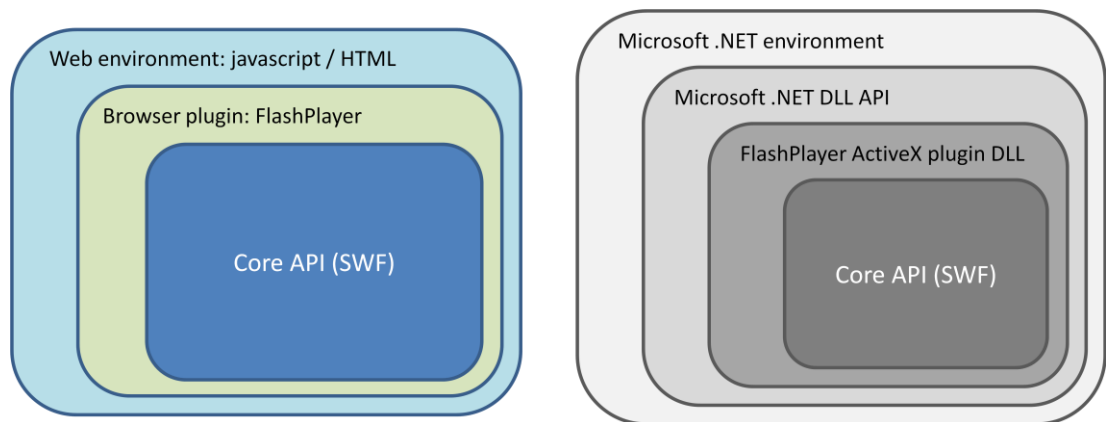 Web environment: javascript / HTML
Browser plugin: FlashPlayer
Core API (SWF)
Microsoft .NET environment
Microsoft .NET DLL API
FlashPlayer ActiveX plugin DLL
Core API (SWF)